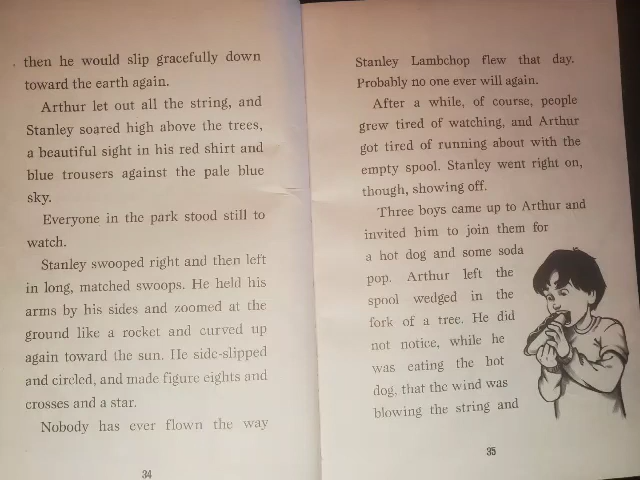 then he would slip gracefully down
toward the earth again.
Arthur let out all the string, and
Stanley soared high above the trees,
a beautiful sight in his red shirt and
blue trousers against the pale blue
sky.
Everyone in the park stood still to
watch.
Stanley swooped right and then left
in long, matched swoops. He held his
arms by his sides and zoomed at the
ground like a rocket and curved up
again toward the sun. He side-slipped
and circled, and made figure eights and
crosses and a star.
Nobody has ever flown the way
34
Stanley Lambchop flew that day.
Probably no one ever will again.
After a while, of course, people
grew tired of watching, and Arthur
got tired of running about with the
empty spool. Stanley went right on,
though, showing off.
Three boys came up to Arthur and
invited him to join them for
a hot dog and some soda
pop. Arthur left the
spool wedged in the
fork of a tree. He did
not notice, while he
was eating the hot
dog, that the wind was
blowing the string and
35